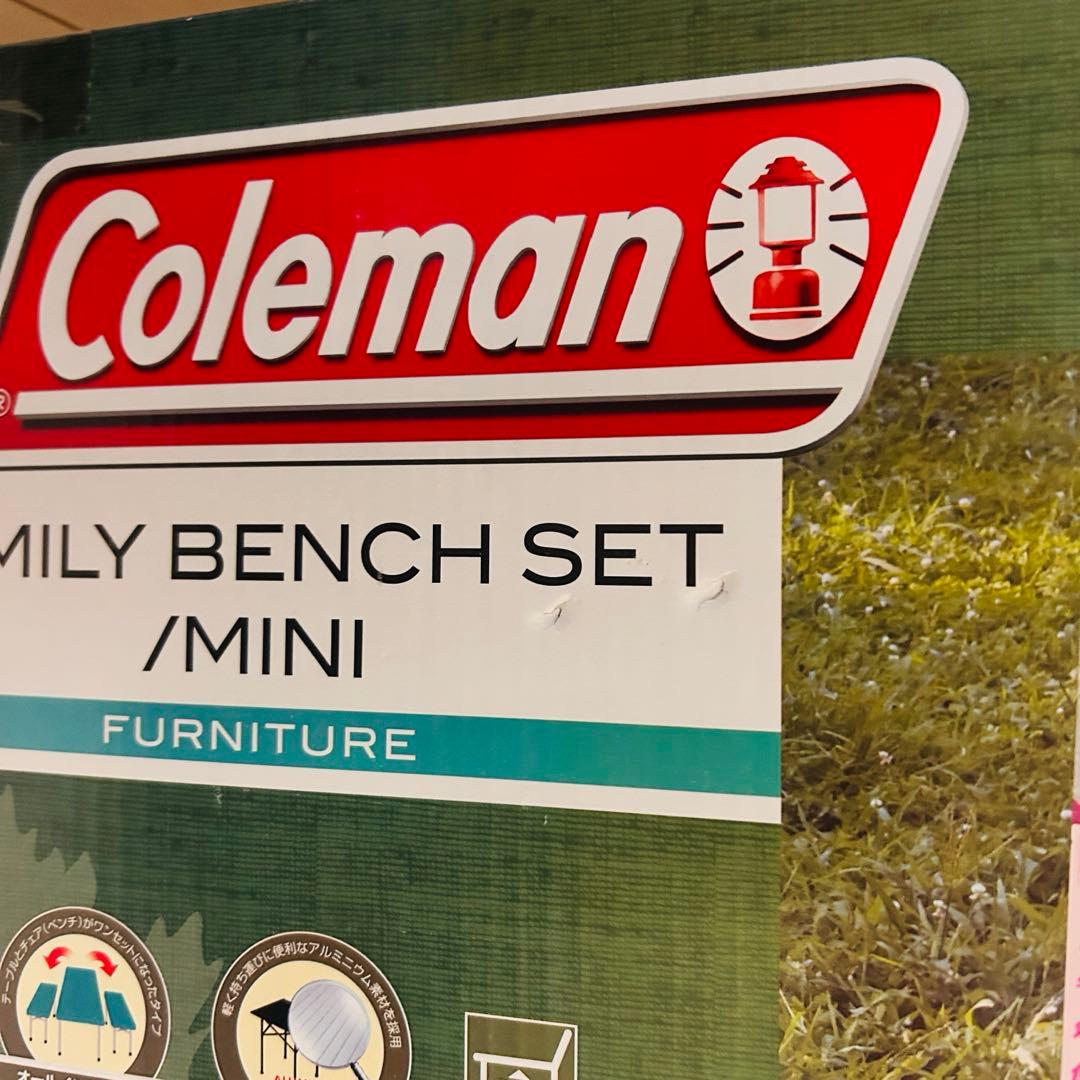 Coleman
®
MILY BENCH SET
/MINI
FURNITURE
テーブルとチェア(ベンチ)がワンセットになったタイプ
軽く持ち運びに便利なアルミニウム素材を採用